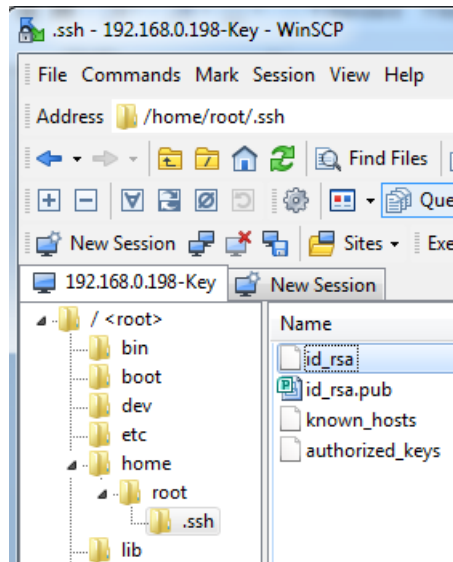 .ssh - 192.168.0.198-Key - WinSCP
File Commands Mark Session View Help
Address /home/root/.ssh
Find Files
Que
New Session Sites Exe
192.168.0.198-Key New Session
/ <root>
Name
bin
id_rsa
boot
id_rsa.pub
dev
known_hosts
etc
authorized_keys
home
root
.ssh
lib